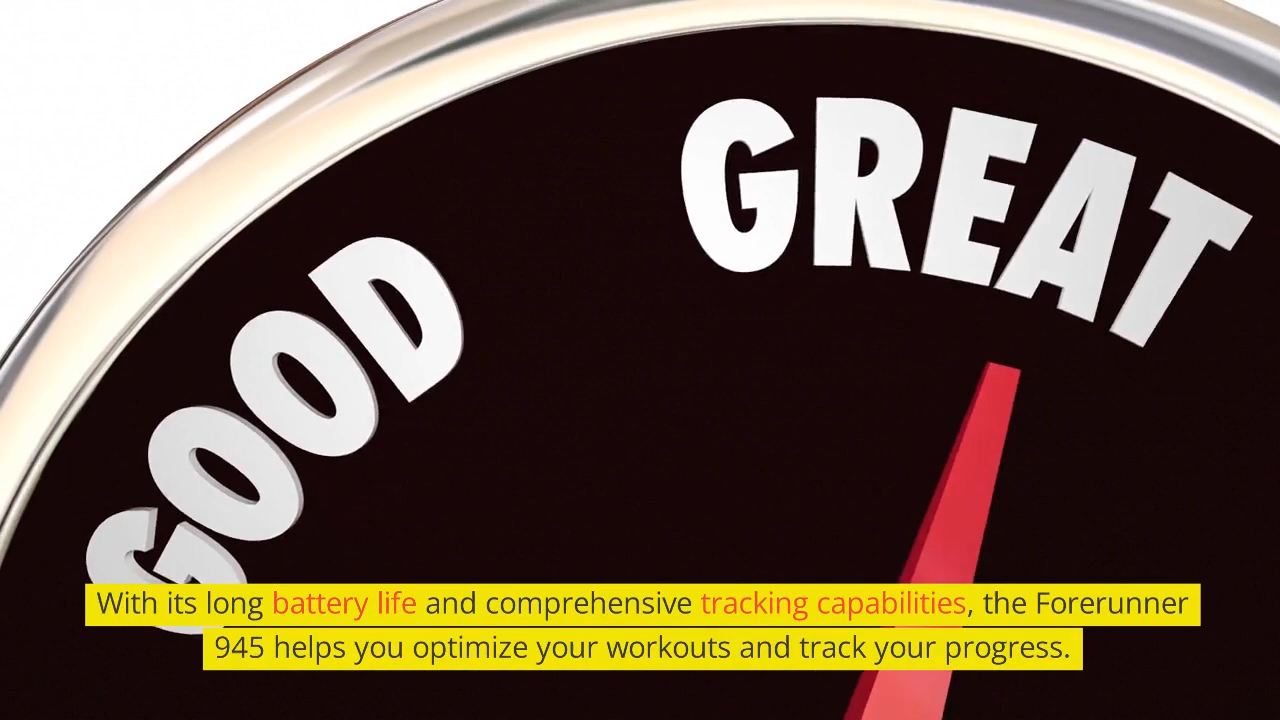 GREAT
GOOD
With its long battery life and comprehensive tracking capabilities, the Forerunner
945 helps you optimize your workouts and track your progress.